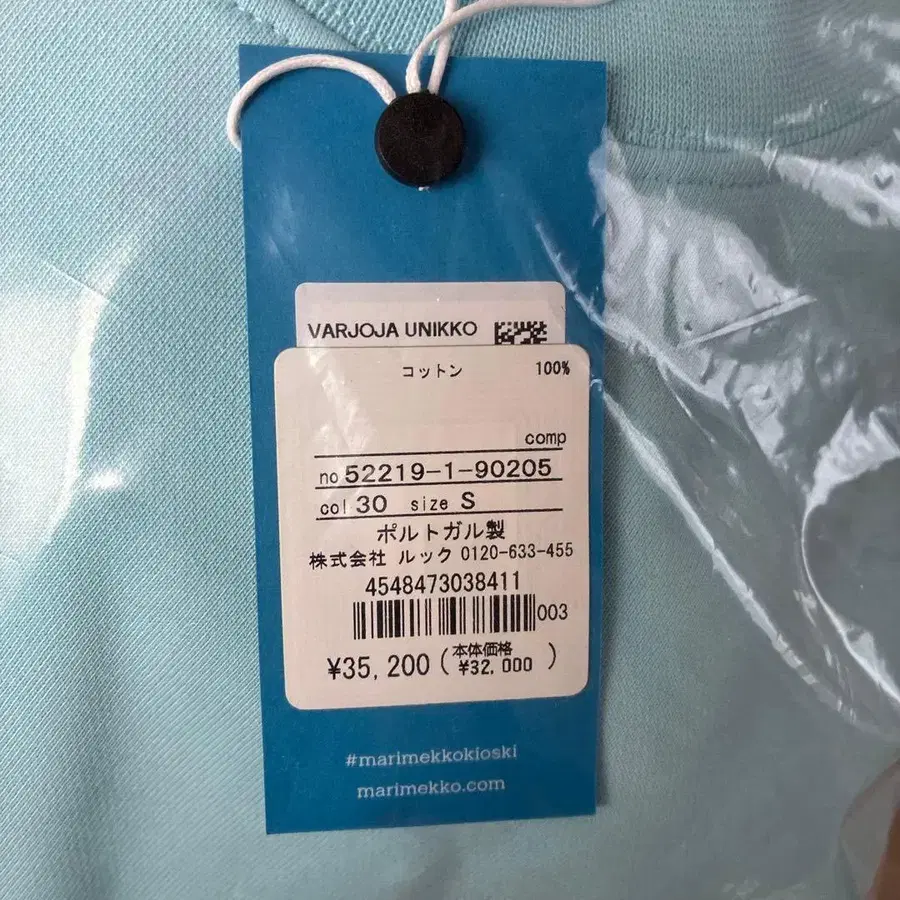 VARJOJA UNIKKO
コットン 100%
comp
no 52219-1-90205
col 30 size S
ポルトガル製
株式会社 ルック 0120-633-455
4548473038411
003
¥35,200 (本体価格 ¥32,000)
#marimekkokioski
marimekko.com